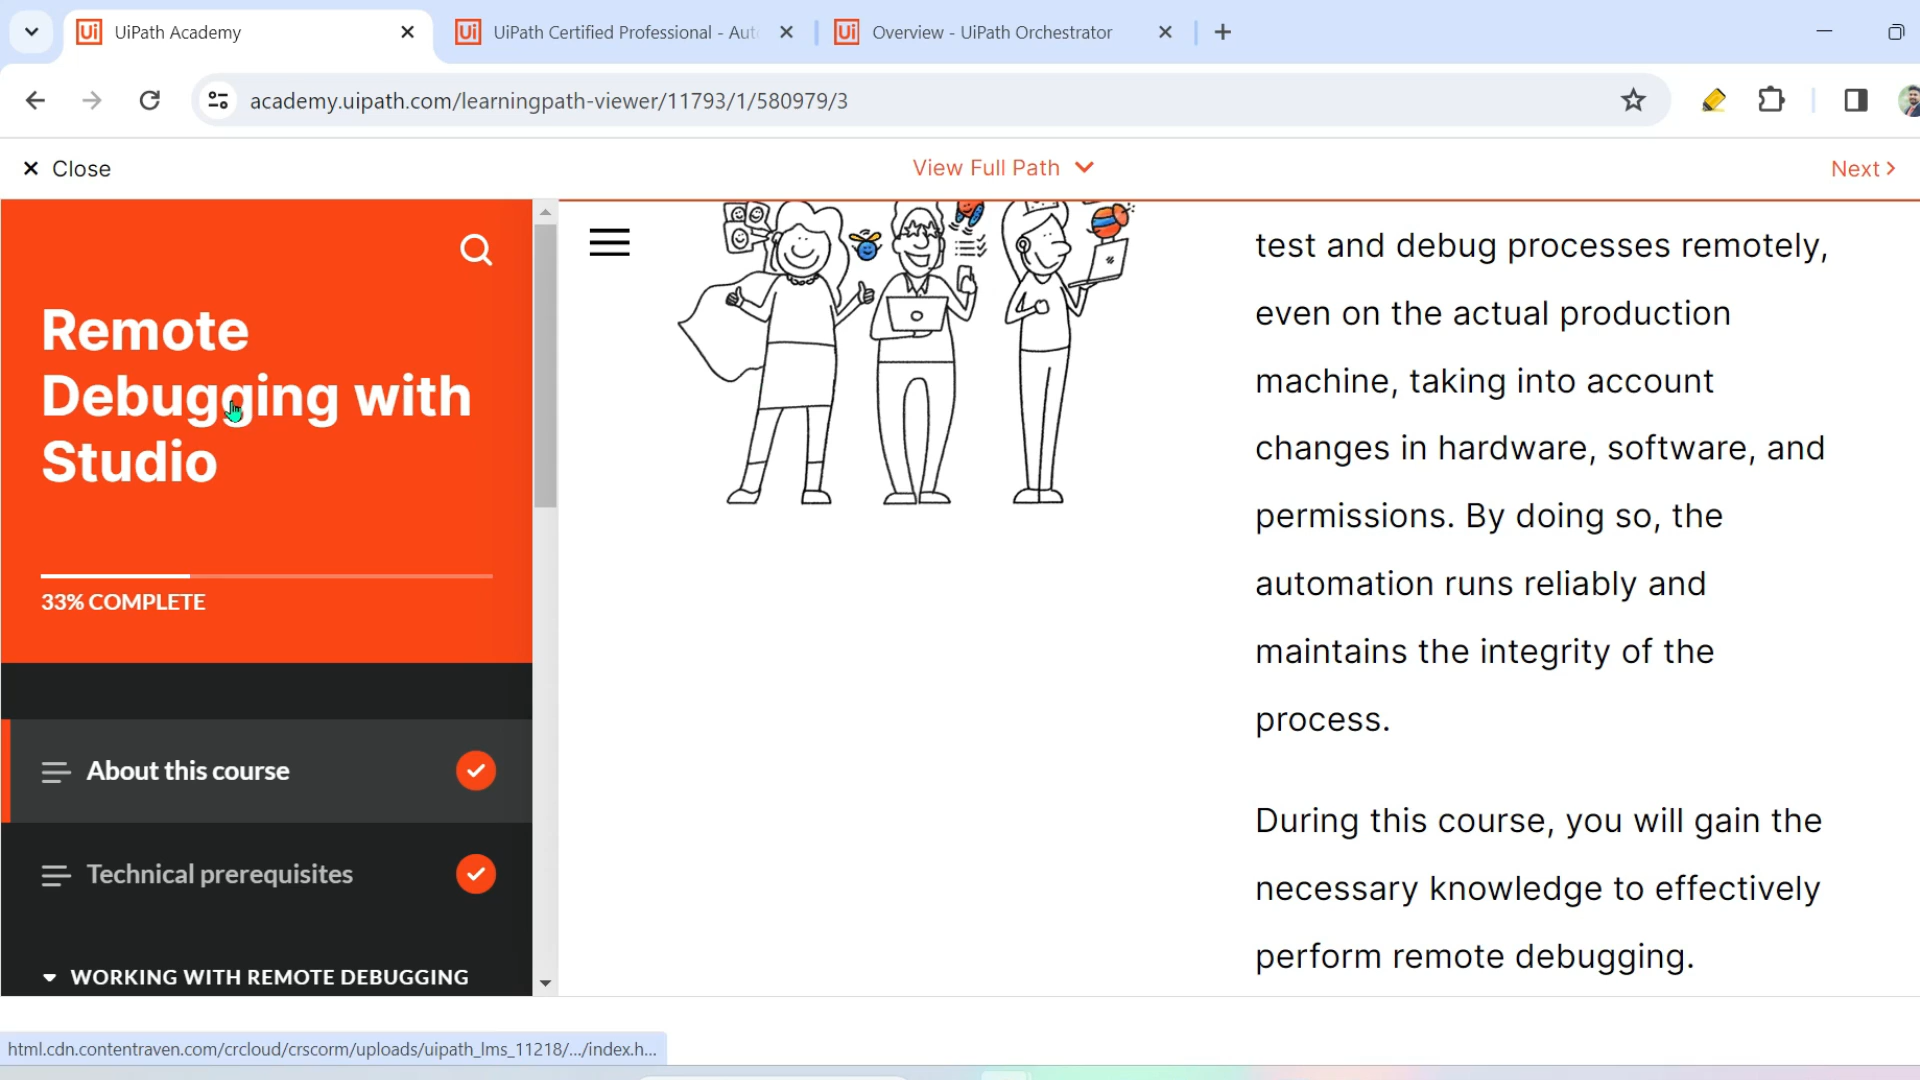 UiPath Academy
UiPath Certified Professional - Aut
Overview - UiPath Orchestrator
academy.uipath.com/learningpath-viewer/11793/1/580979/3
Close
View Full Path
Next
Remote
Debugging with
Studio
33% COMPLETE
About this course
Technical prerequisites
WORKING WITH REMOTE DEBUGGING
test and debug processes remotely,
even on the actual production
machine, taking into account
changes in hardware, software, and
permissions. By doing so, the
automation runs reliably and
maintains the integrity of the
process.
During this course, you will gain the
necessary knowledge to effectively
perform remote debugging.
html.cdn.contentraven.com/crcloud/crscorm/uploads/uipath_lms_11218/.../index.h...